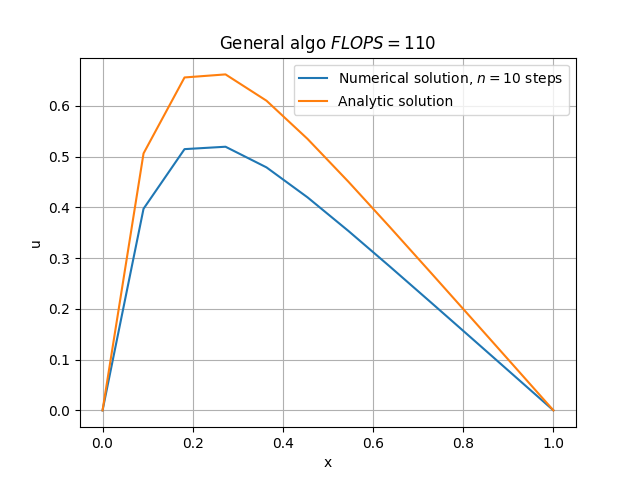 General algo FLOPS = 110
Numerical solution, n = 10 steps
Analytic solution
0.6
0.5
0.4
0.3
0.2
0.1
0.0
u
0.0 0.2 0.4 0.6 0.8 1.0
x